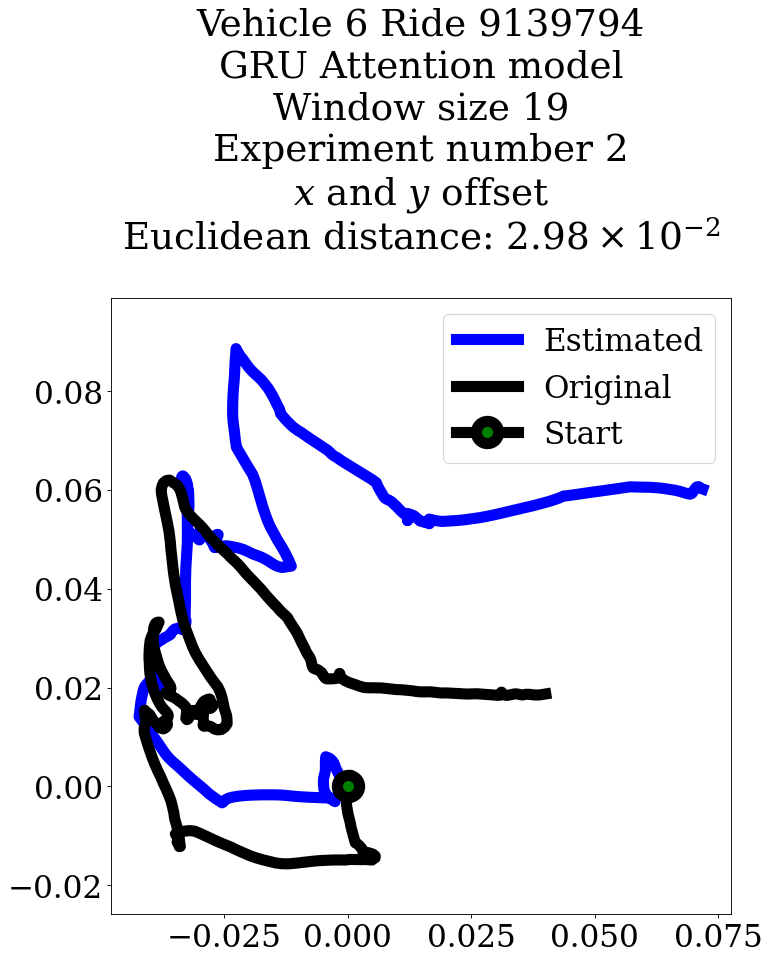 Vehicle 6 Ride 9139794
GRU Attention model
Window size 19
Experiment number 2
x and y offset
Euclidean distance: 2.98 × 10⁻²
Estimated
Original
Start
0.08
0.06
0.04
0.02
0.00
−0.02
−0.025 0.000 0.025 0.050 0.075